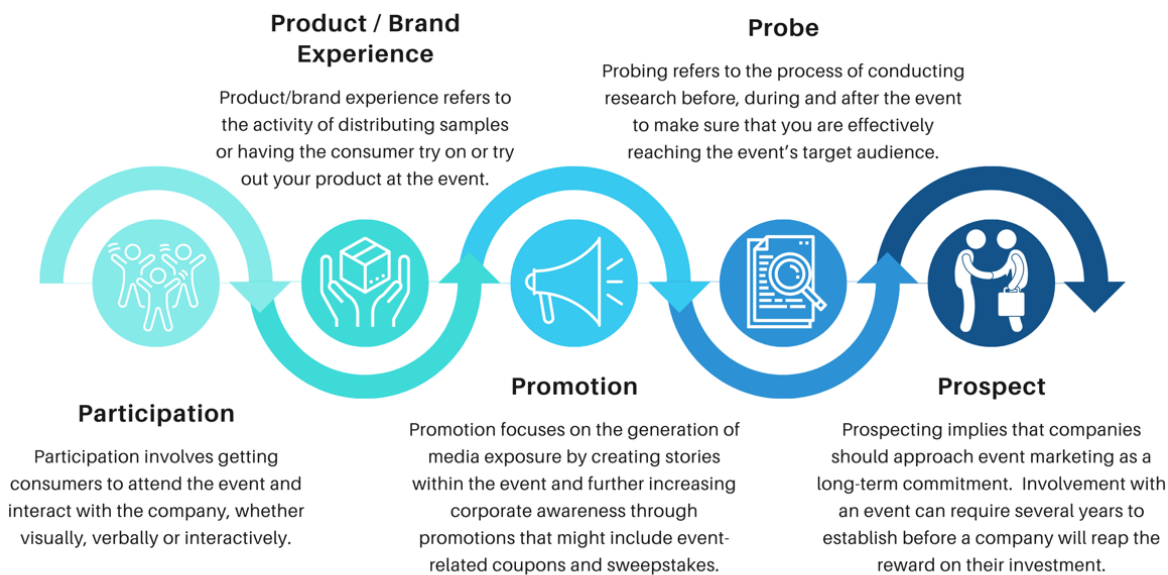 Product / Brand
Experience
Product/brand experience refers to
the activity of distributing samples
or having the consumer try on or try
out your product at the event.
Probe
Probing refers to the process of conducting
research before, during and after the event
to make sure that you are effectively
reaching the event’s target audience.
Participation
Participation involves getting
consumers to attend the event and
interact with the company, whether
visually, verbally or interactively.
Promotion
Promotion focuses on the generation of
media exposure by creating stories
within the event and further increasing
corporate awareness through
promotions that might include event-
related coupons and sweepstakes.
Prospect
Prospecting implies that companies
should approach event marketing as a
long-term commitment.  Involvement with
an event can require several years to
establish before a company will reap the
reward on their investment.